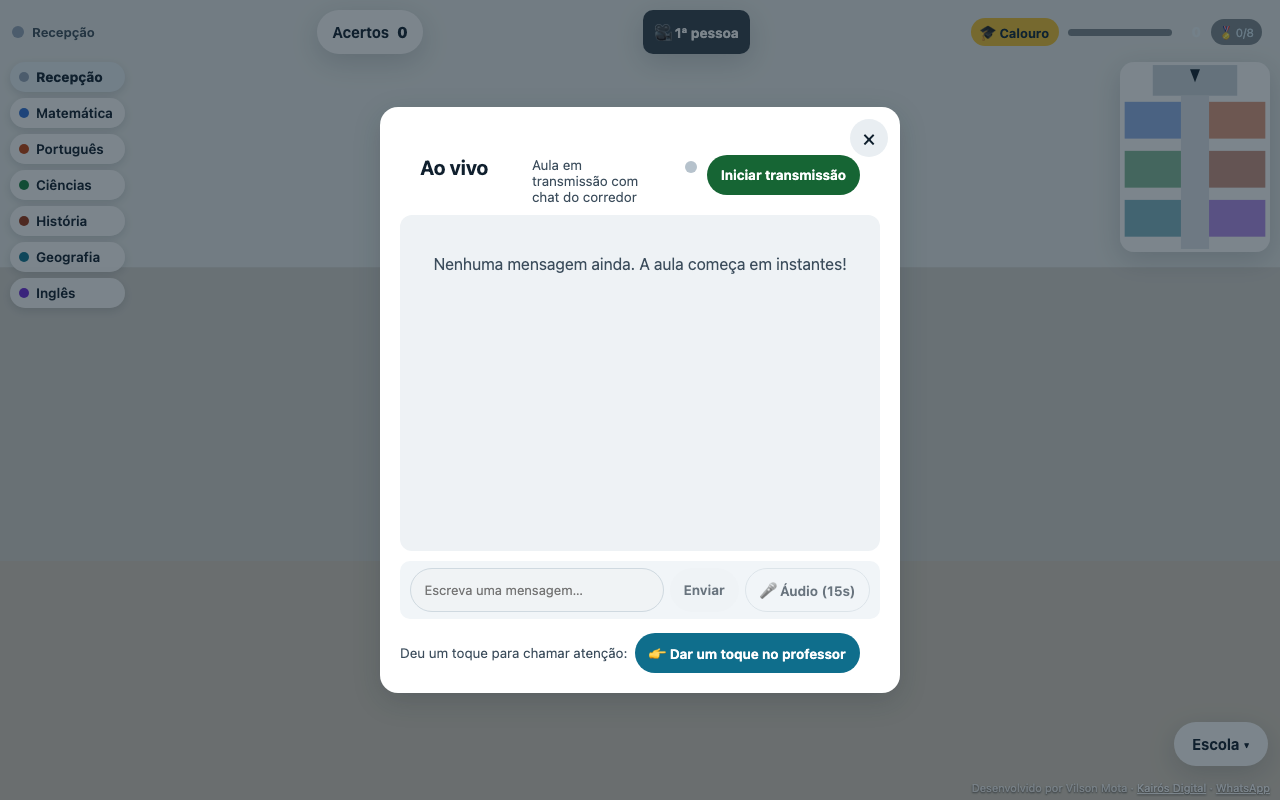 Recepção
Acertos 0
1ª pessoa
🎓 Calouro
🏅 0/8
Recepção
Matemática
Português
Ciências
História
Geografia
Inglês
×
Ao vivo
Aula em
transmissão com
chat do corredor
Iniciar transmissão
Nenhuma mensagem ainda. A aula começa em instantes!
Escreva uma mensagem...
Enviar
🎤 Áudio (15s)
Deu um toque para chamar atenção:
👉 Dar um toque no professor
Escola ▾
Desenvolvido por Vilson Mota · Kairós Digital · WhatsApp